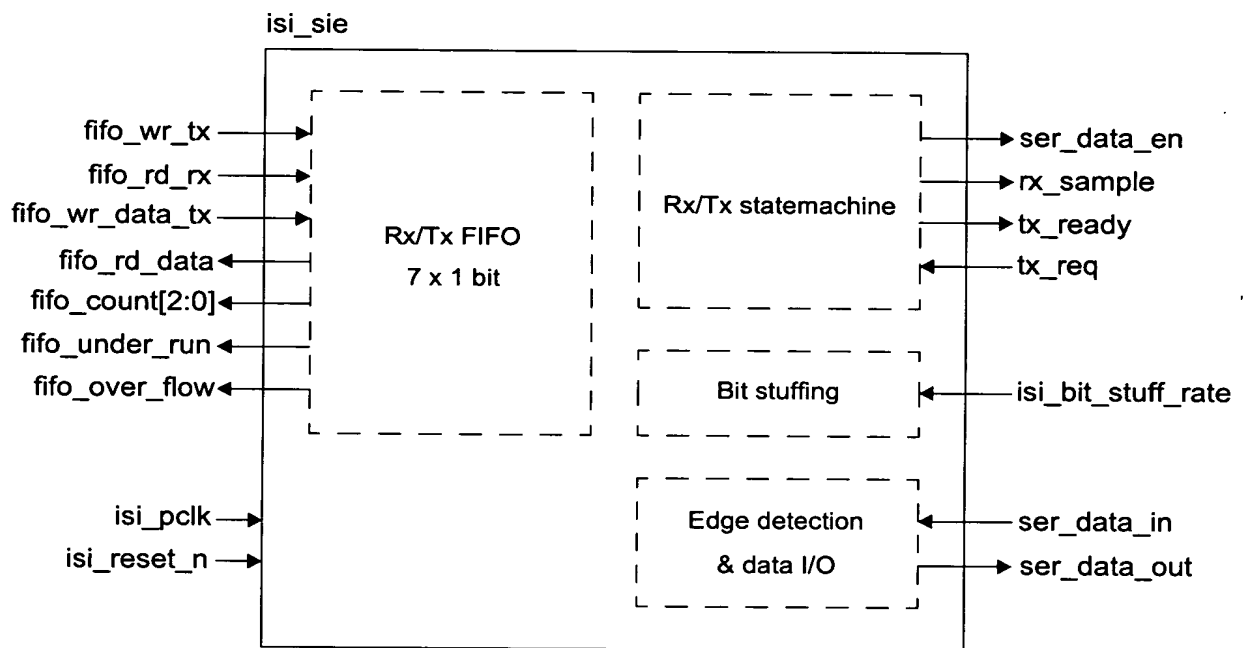 isi_sie
fifo_wr_tx
fifo_rd_rx
fifo_wr_data_tx
fifo_rd_data
fifo_count[2:0]
fifo_under_run
fifo_over_flow
Rx/Tx FIFO
7 x 1 bit
Rx/Tx statemachine
ser_data_en
rx_sample
tx_ready
tx_req
Bit stuffing
isi_bit_stuff_rate
isi_pclk
isi_reset_n
Edge detection
& data I/O
ser_data_in
ser_data_out